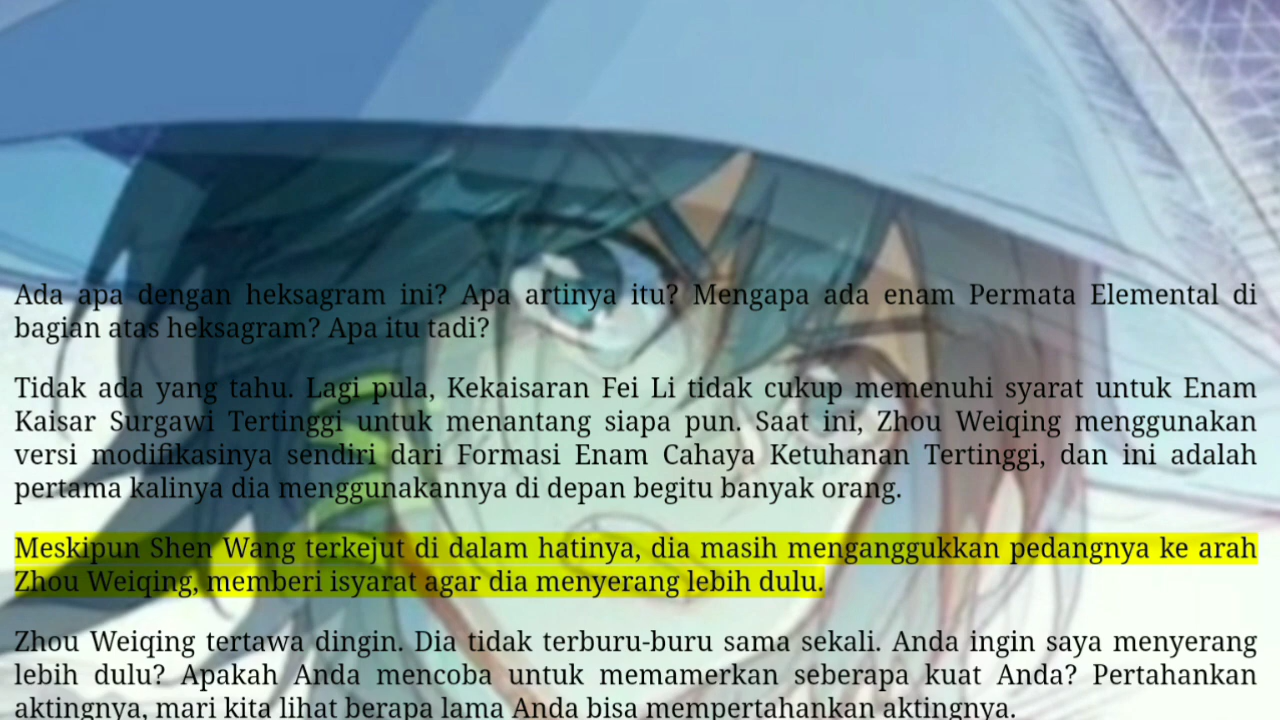 Ada apa dengan heksagram ini? Apa artinya itu? Mengapa ada enam Permata Elemental di
bagian atas heksagram? Apa itu tadi?
Tidak ada yang tahu. Lagi pula, Kekaisaran Fei Li tidak cukup memenuhi syarat untuk Enam
Kaisar Surgawi Tertinggi untuk menantang siapa pun. Saat ini, Zhou Weiqing menggunakan
versi modifikasinya sendiri dari Formasi Enam Cahaya Ketuhanan Tertinggi, dan ini adalah
pertama kalinya dia menggunakannya di depan begitu banyak orang.
Meskipun Shen Wang terkejut di dalam hatinya, dia masih menganggukkan pedangnya ke arah
Zhou Weiqing, memberi isyarat agar dia menyerang lebih dulu.
Zhou Weiqing tertawa dingin. Dia tidak terburu-buru sama sekali. Anda ingin saya menyerang
lebih dulu? Apakah Anda mencoba untuk memamerkan seberapa kuat Anda? Pertahankan
aktingnya, mari kita lihat berapa lama Anda bisa mempertahankan aktingnya.